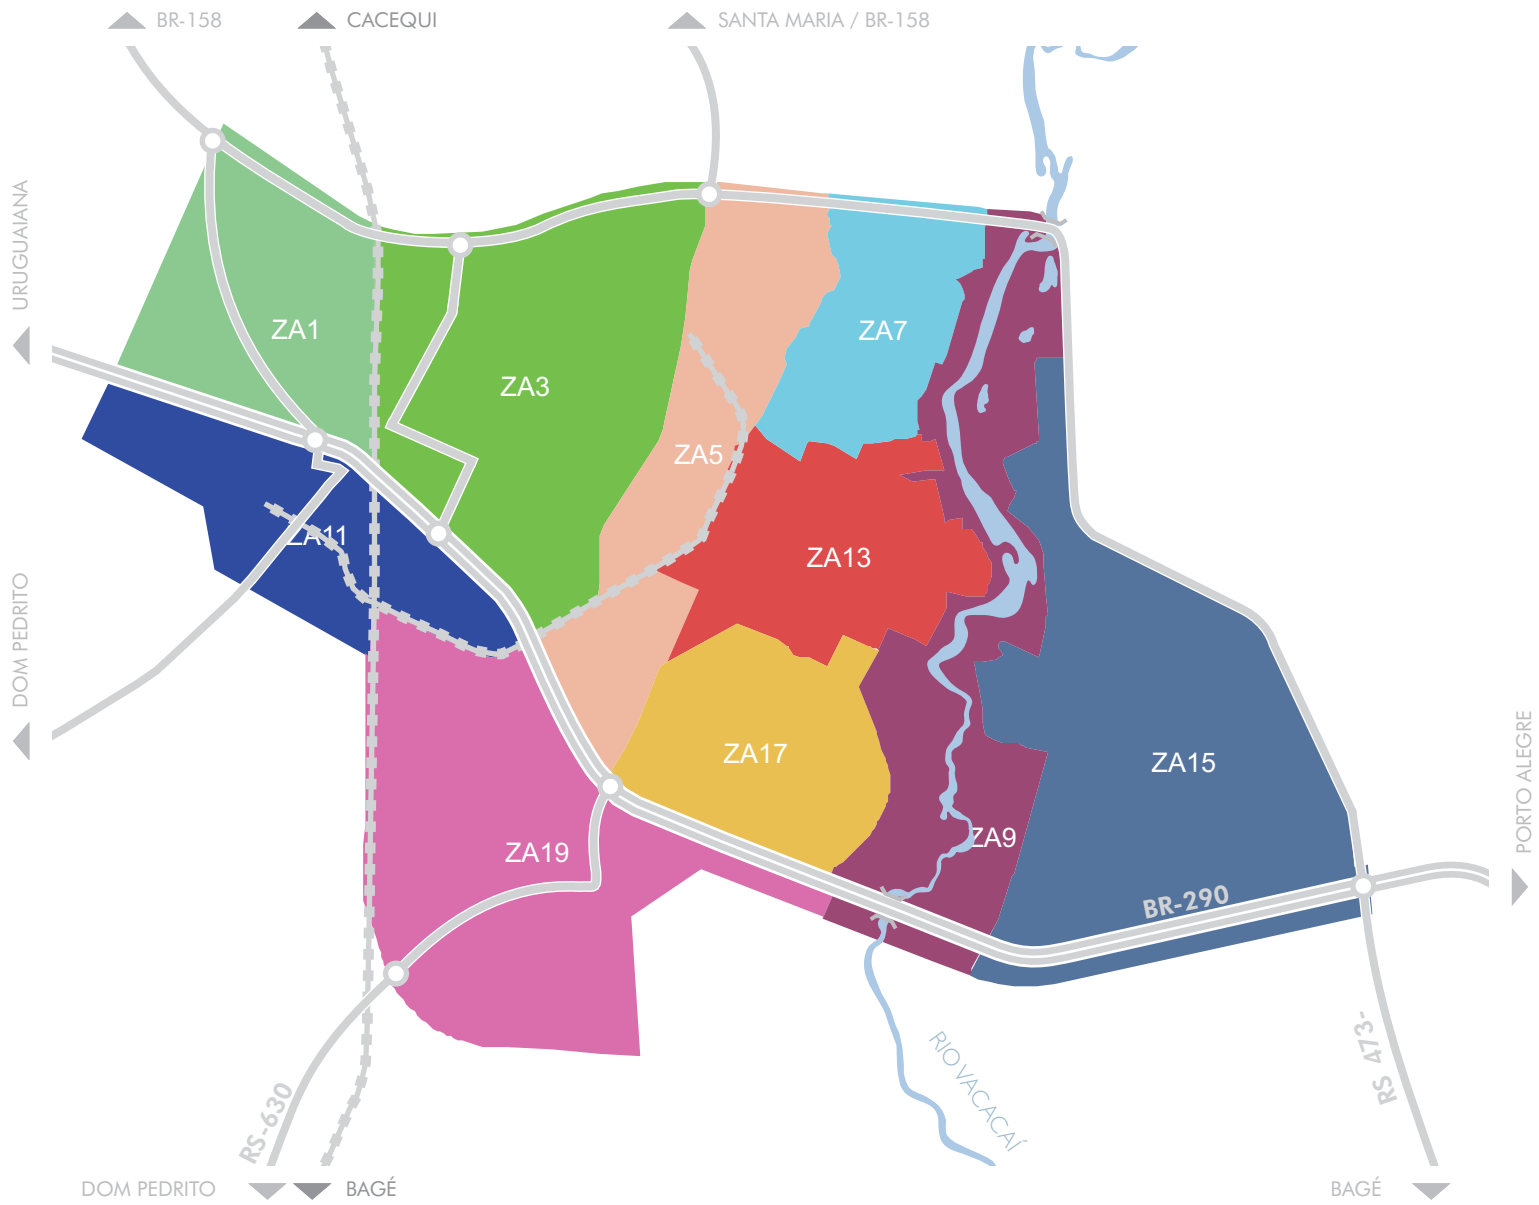 BR-158
CACEQUI
SANTA MARIA / BR-158
URUGUAIANA
ZA1
ZA7
ZA3
ZA5
ZA11
ZA13
DOM PEDRITO
ZA17
ZA15
PORTO ALEGRE
ZA9
ZA19
BR-290
RIO VACACAÍ
RS 473-
RS-630
DOM PEDRITO
BAGÉ
BAGÉ